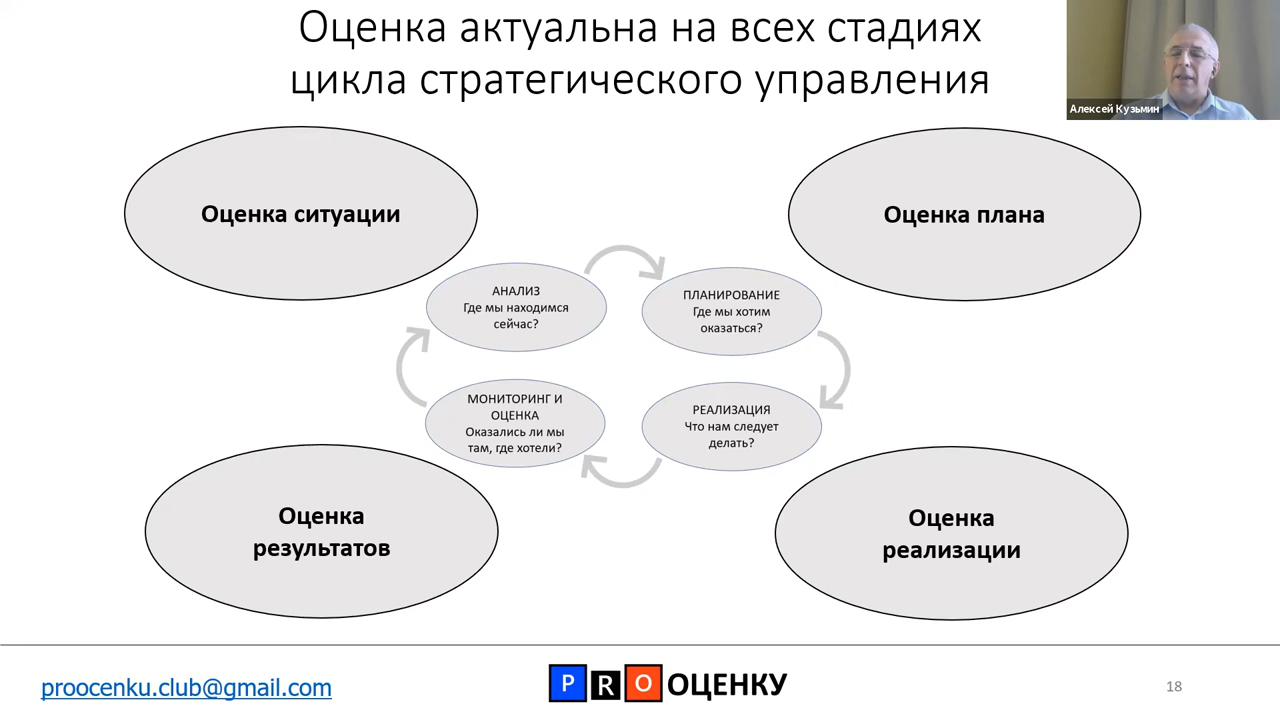 Оценка актуальна на всех стадиях
цикла стратегического управления
Алексей Кузьмин
Оценка ситуации
Оценка плана
АНАЛИЗ
Где мы находимся
сейчас?
ПЛАНИРОВАНИЕ
Где мы хотим
оказаться?
МОНИТОРИНГ И
ОЦЕНКА
Оказались ли мы
там, где хотели?
РЕАЛИЗАЦИЯ
Что нам следует
делать?
Оценка
результатов
Оценка
реализации
proocenku.club@gmail.com
PRO ОЦЕНКУ
18